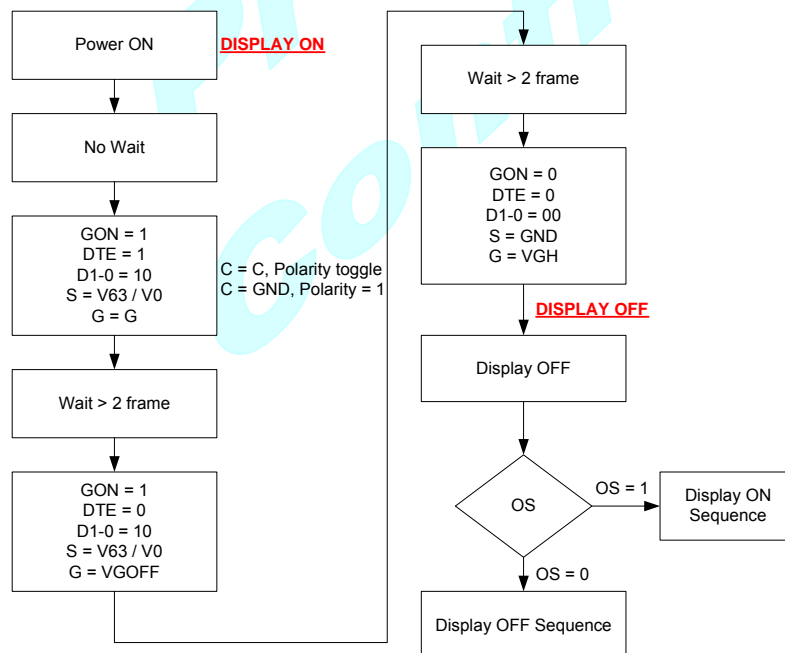 Power ON
DISPLAY ON
No Wait
GON = 1
DTE = 1
D1-0 = 10
S = V63 / V0
G = G
C = C, Polarity toggle
C = GND, Polarity = 1
Wait > 2 frame
GON = 1
DTE = 0
D1-0 = 10
S = V63 / V0
G = VGOFF
Wait > 2 frame
GON = 0
DTE = 0
D1-0 = 00
S = GND
G = VGH
DISPLAY OFF
Display OFF
OS
OS = 1
Display ON
Sequence
OS = 0
Display OFF Sequence